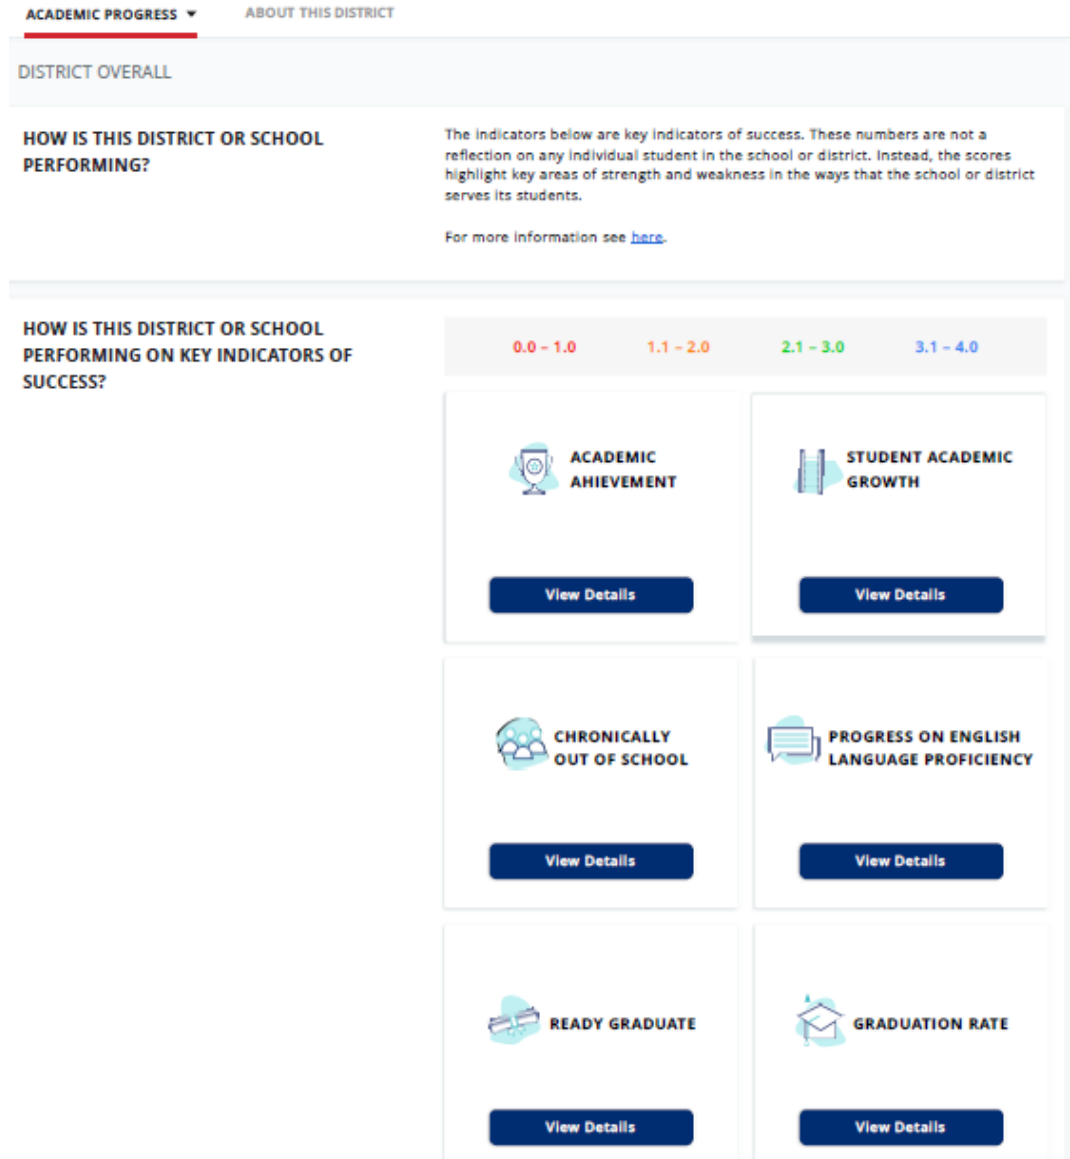 ACADEMIC PROGRESS ABOUT THIS DISTRICT
DISTRICT OVERALL
HOW IS THIS DISTRICT OR SCHOOL
PERFORMING?
The indicators below are key indicators of success. These numbers are not a
reflection on any individual student in the school or district. Instead, the scores
highlight key areas of strength and weakness in the ways that the school or district
serves its students.
For more information see here.
HOW IS THIS DISTRICT OR SCHOOL
PERFORMING ON KEY INDICATORS OF
SUCCESS?
0.0 – 1.0 1.1 – 2.0 2.1 – 3.0 3.1 – 4.0
ACADEMIC
AHIEVEMENT
View Details
STUDENT ACADEMIC
GROWTH
View Details
CHRONICALLY
OUT OF SCHOOL
View Details
PROGRESS ON ENGLISH
LANGUAGE PROFICIENCY
View Details
READY GRADUATE
View Details
GRADUATION RATE
View Details